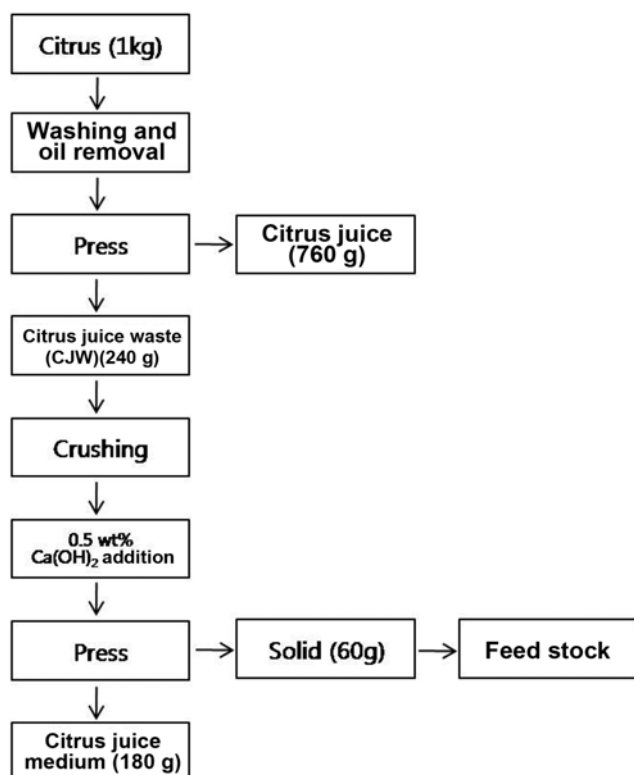 Citrus (1kg)
Washing and
oil removal
Press
Citrus juice
(760 g)
Citrus juice waste
(CJW)(240 g)
Crushing
0.5 wt%
Ca(OH)₂ addition
Press
Solid (60g)
Feed stock
Citrus juice
medium (180 g)